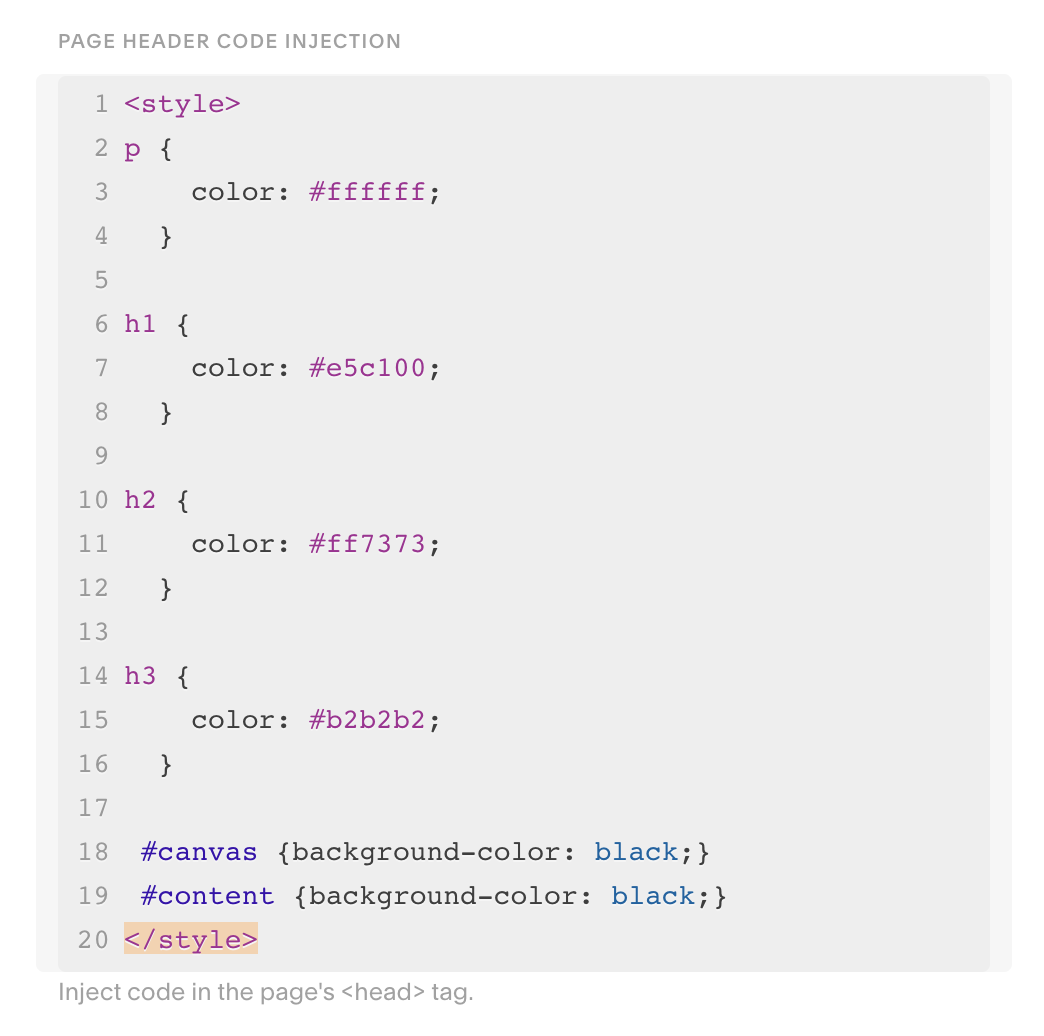 PAGE HEADER CODE INJECTION
1 <style>
2 p {
3     color: #ffffff;
4   }
5
6 h1 {
7     color: #e5c100;
8   }
9
10 h2 {
11     color: #ff7373;
12   }
13
14 h3 {
15     color: #b2b2b2;
16   }
17
18  #canvas {background-color: black;}
19  #content {background-color: black;}
20 </style>
Inject code in the page's <head> tag.